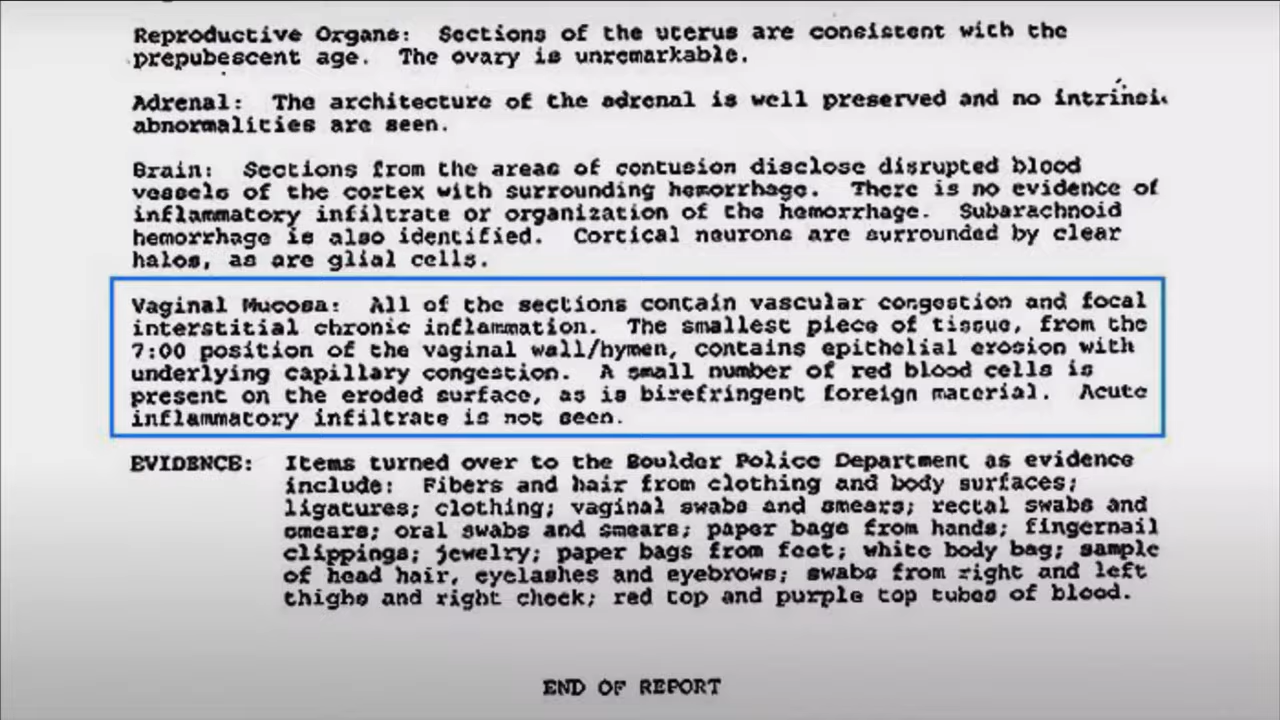 Reproductive Organs: Sections of the uterus are consistent with the
prepubescent age. The ovary is unremarkable.
Adrenal: The architecture of the adrenal is well preserved and no intrinsi
abnormalities are seen.
Brain: Sections from the areas of contusion disclose disrupted blood
vessels of the cortex with surrounding hemorrhage. There is no evidence of
inflammatory infiltrate or organization of the hemorrhage. Subarachnoid
hemorrhage is also identified. Cortical neurons are surrounded by clear
halos, as are glial cells.
Vaginal Mucosa: All of the sections contain vascular congestion and focal
interstitial chronic inflammation. The smallest piece of tissue, from the
7:00 position of the vaginal wall/hymen, contains epithelial erosion with
underlying capillary congestion. A small number of red blood cells is
present on the eroded surface, as is birefringent foreign material. Acute
inflammatory infiltrate is not seen.
EVIDENCE: Items turned over to the Boulder Police Department as evidence
include: Fibers and hair from clothing and body surfaces;
ligatures; clothing; vaginal swabs and smears; rectal swabs and
smears; oral swabs and smears; paper bags from hands; fingernail
clippings; jewelry; paper bags from feet; white body bag; sample
of head hair, eyelashes and eyebrows; swabs from right and left
thighs and right cheek; red top and purple top tubes of blood.
END OF REPORT